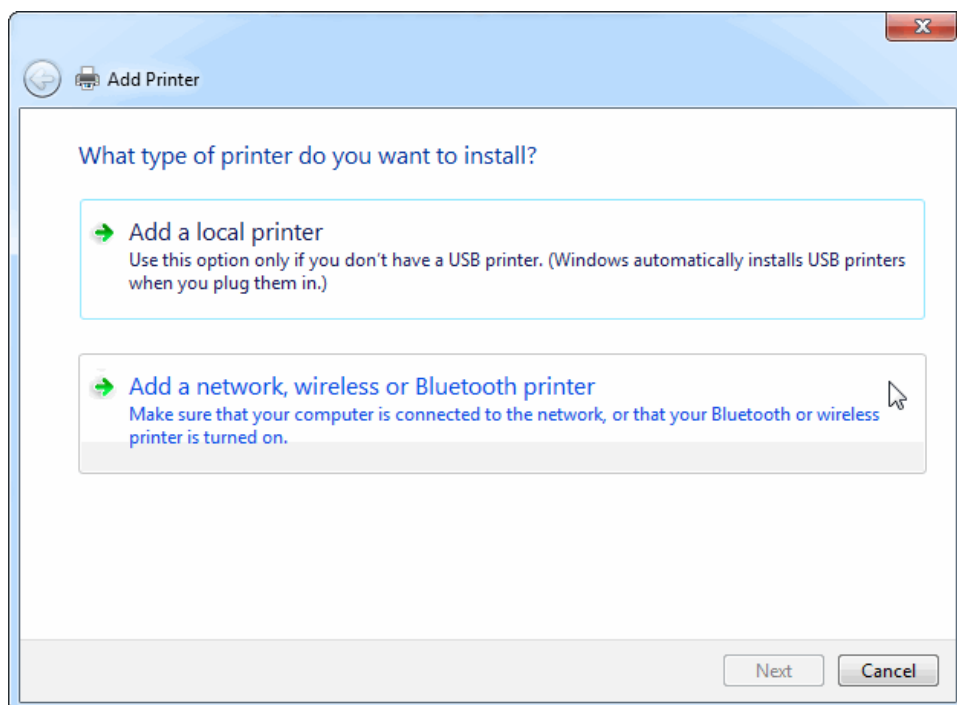 Add Printer
What type of printer do you want to install?
Add a local printer
Use this option only if you don't have a USB printer. (Windows automatically installs USB printers
when you plug them in.)
Add a network, wireless or Bluetooth printer
Make sure that your computer is connected to the network, or that your Bluetooth or wireless
printer is turned on.
Next
Cancel